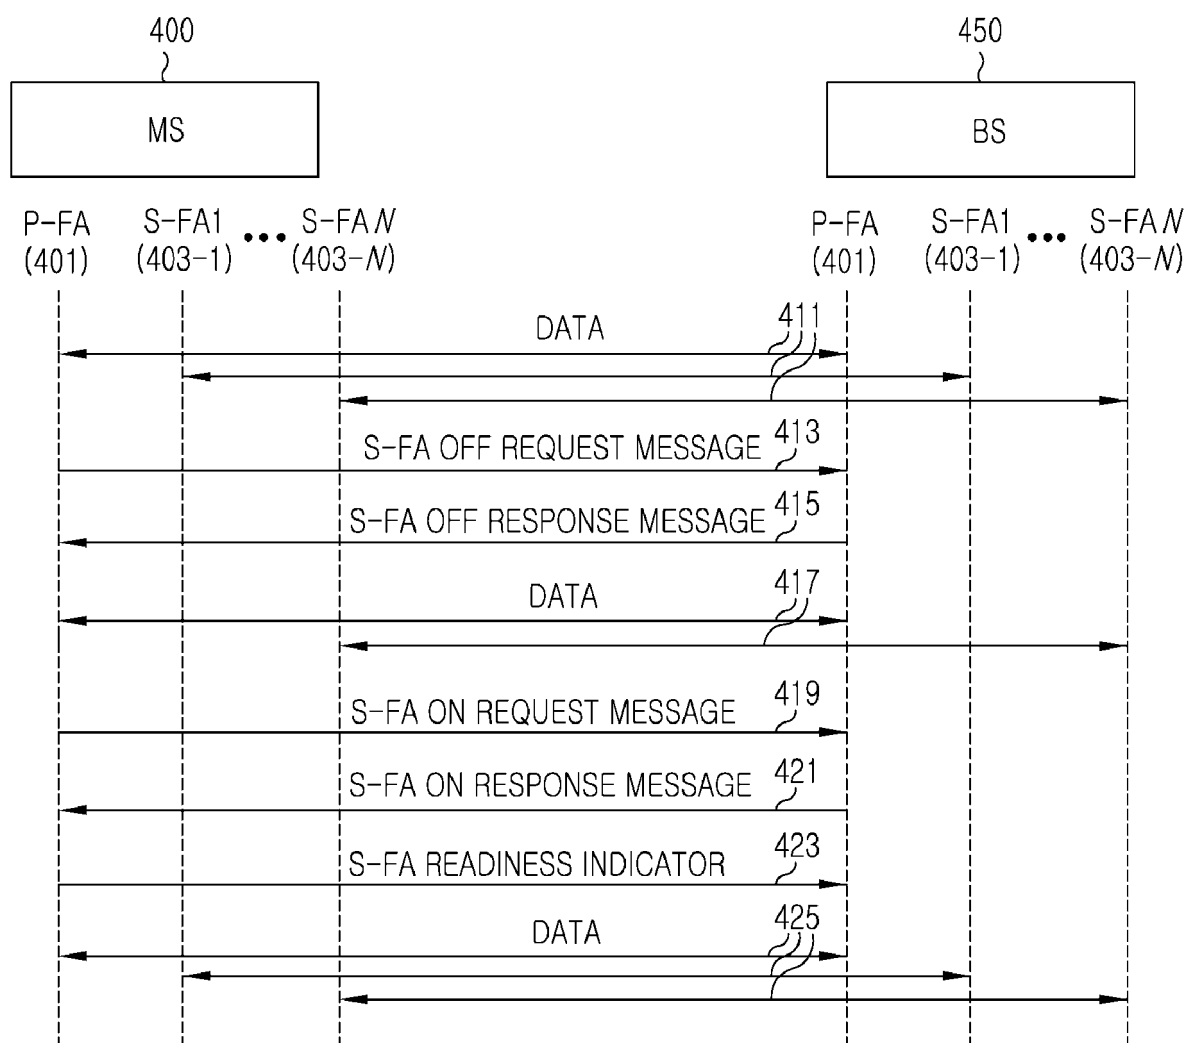 400
450
MS
BS
P-FA S-FA1 ••• S-FA N
(401) (403-1) (403-N)
P-FA S-FA1 ••• S-FA N
(401) (403-1) (403-N)
DATA 411
S-FA OFF REQUEST MESSAGE 413
S-FA OFF RESPONSE MESSAGE 415
DATA 417
S-FA ON REQUEST MESSAGE 419
S-FA ON RESPONSE MESSAGE 421
S-FA READINESS INDICATOR 423
DATA 425